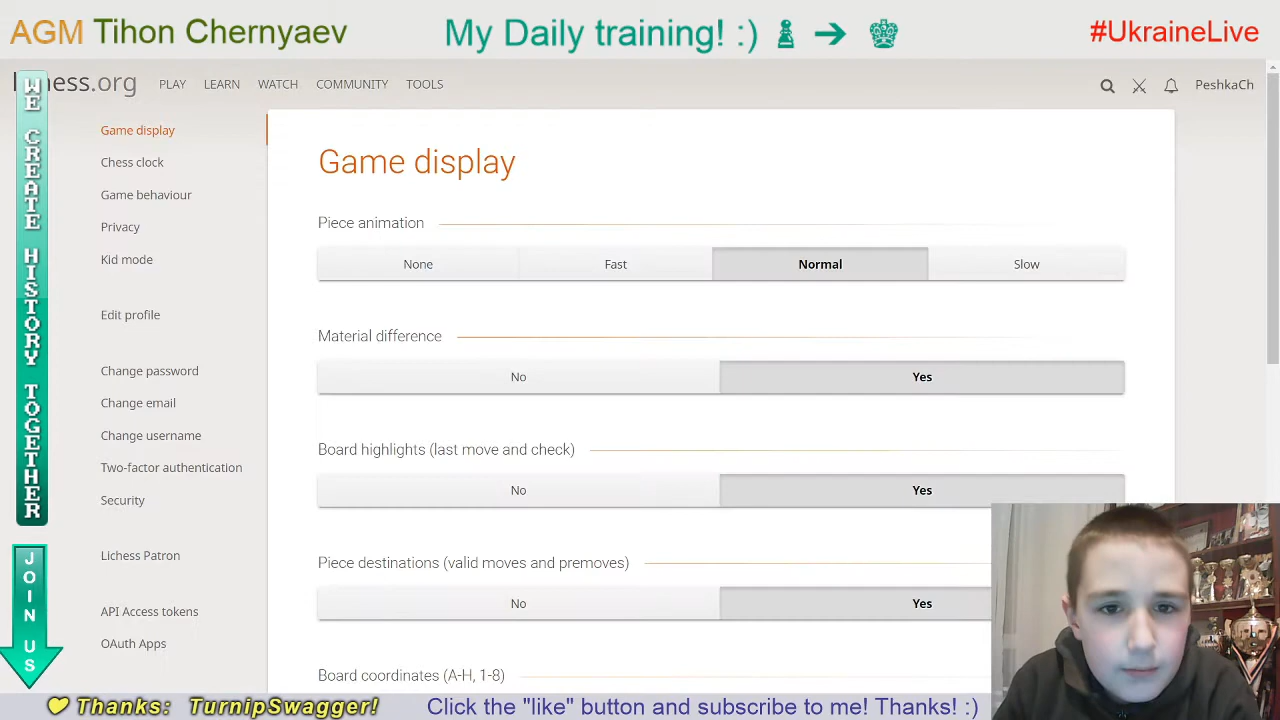 AGM Tihon Chernyaev
My Daily training! :)
#UkraineLive
WE CREATE HISTORY TOGETHER
JOIN US
hess.org
PLAY
LEARN
WATCH
COMMUNITY
TOOLS
PeshkaCh
Game display
Chess clock
Game behaviour
Privacy
Kid mode
Edit profile
Change password
Change email
Change username
Two-factor authentication
Security
Lichess Patron
API Access tokens
OAuth Apps
Game display
Piece animation
None
Fast
Normal
Slow
Material difference
No
Yes
Board highlights (last move and check)
No
Yes
Piece destinations (valid moves and premoves)
No
Yes
Board coordinates (A-H, 1-8)
Thanks: TurnipSwagger!
Click the "like" button and subscribe to me! Thanks! :)